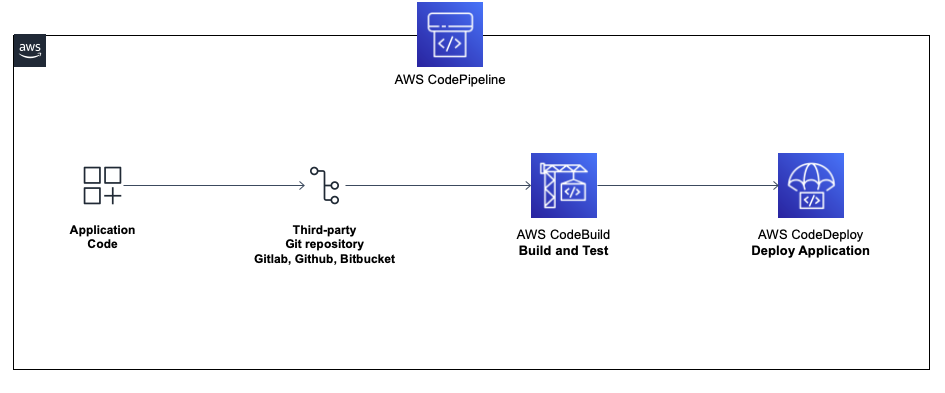 aws
AWS CodePipeline
Application
Code
Third-party
Git repository
Gitlab, Github, Bitbucket
AWS CodeBuild
Build and Test
AWS CodeDeploy
Deploy Application